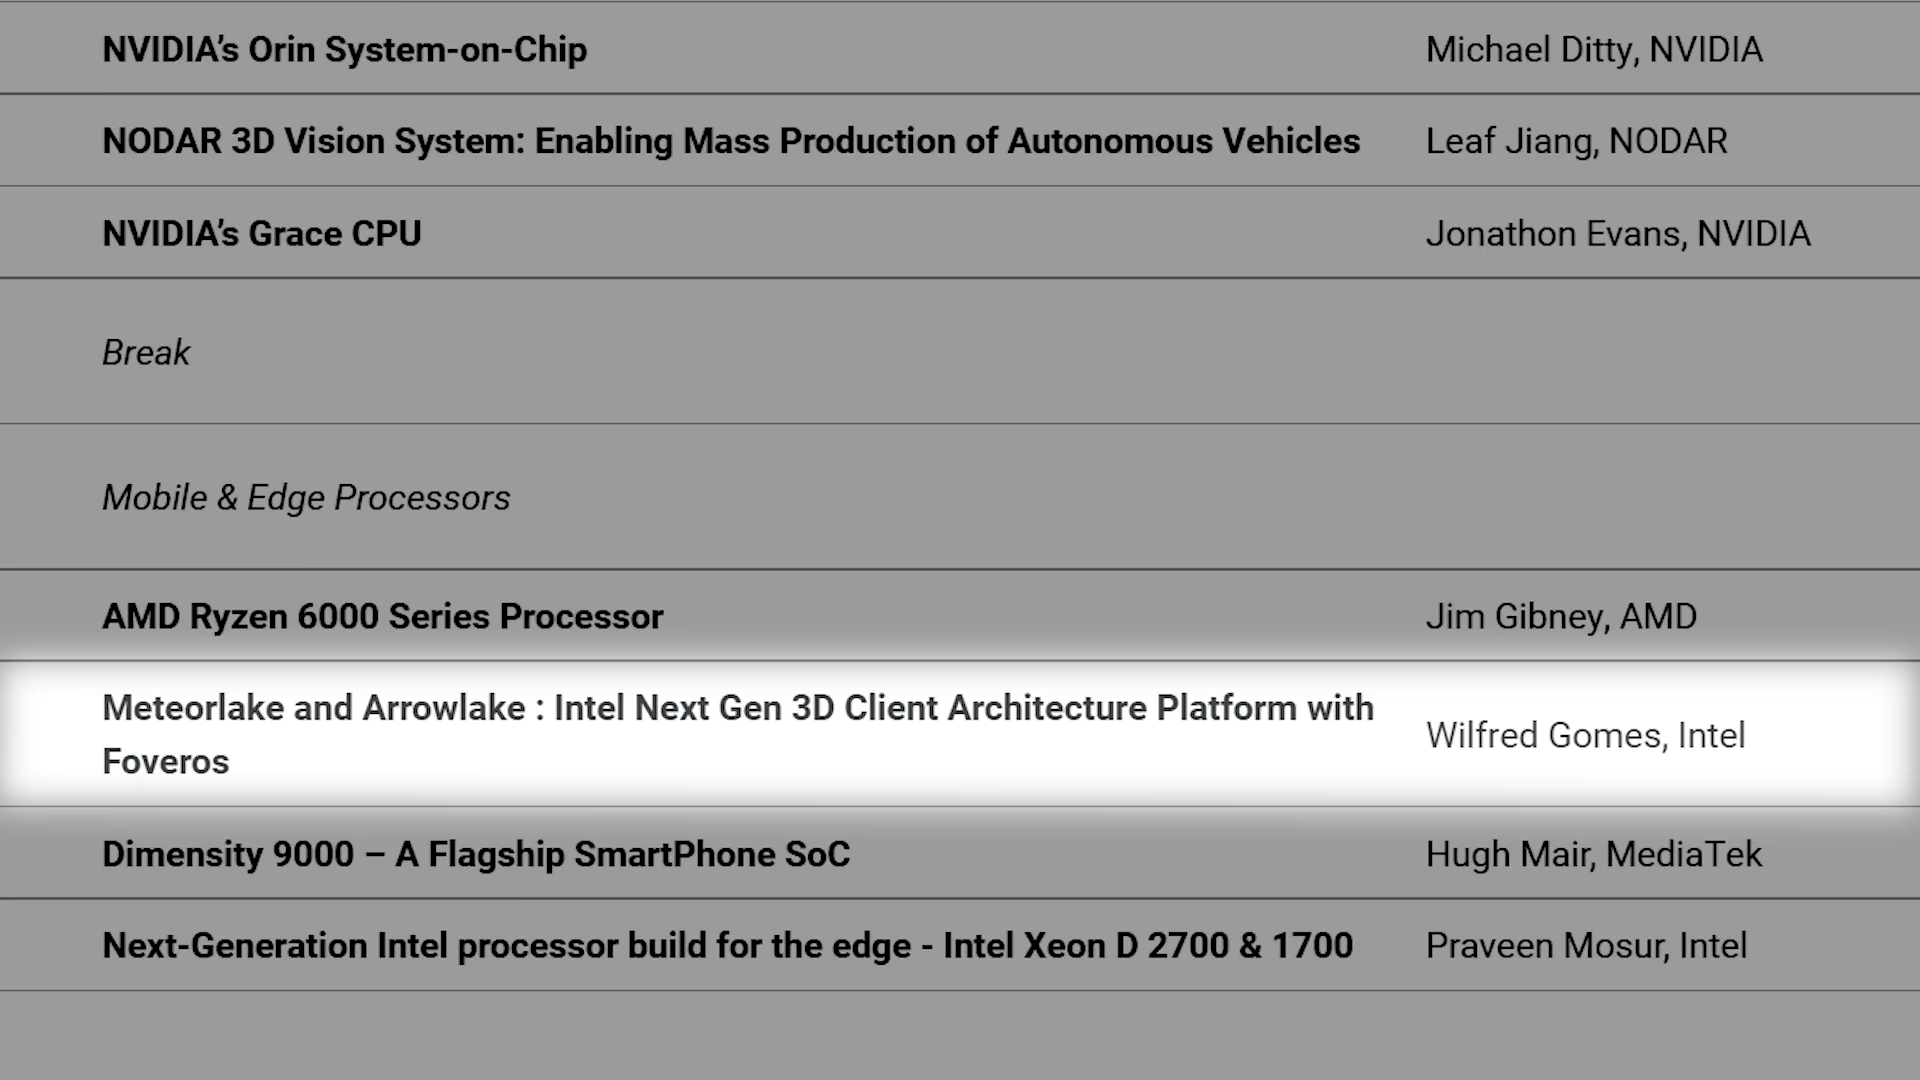 NVIDIA’s Orin System-on-Chip
Michael Ditty, NVIDIA
NODAR 3D Vision System: Enabling Mass Production of Autonomous Vehicles
Leaf Jiang, NODAR
NVIDIA’s Grace CPU
Jonathon Evans, NVIDIA
Break
Mobile & Edge Processors
AMD Ryzen 6000 Series Processor
Jim Gibney, AMD
Meteorlake and Arrowlake : Intel Next Gen 3D Client Architecture Platform with
Foveros
Wilfred Gomes, Intel
Dimensity 9000 – A Flagship SmartPhone SoC
Hugh Mair, MediaTek
Next-Generation Intel processor build for the edge - Intel Xeon D 2700 & 1700
Praveen Mosur, Intel